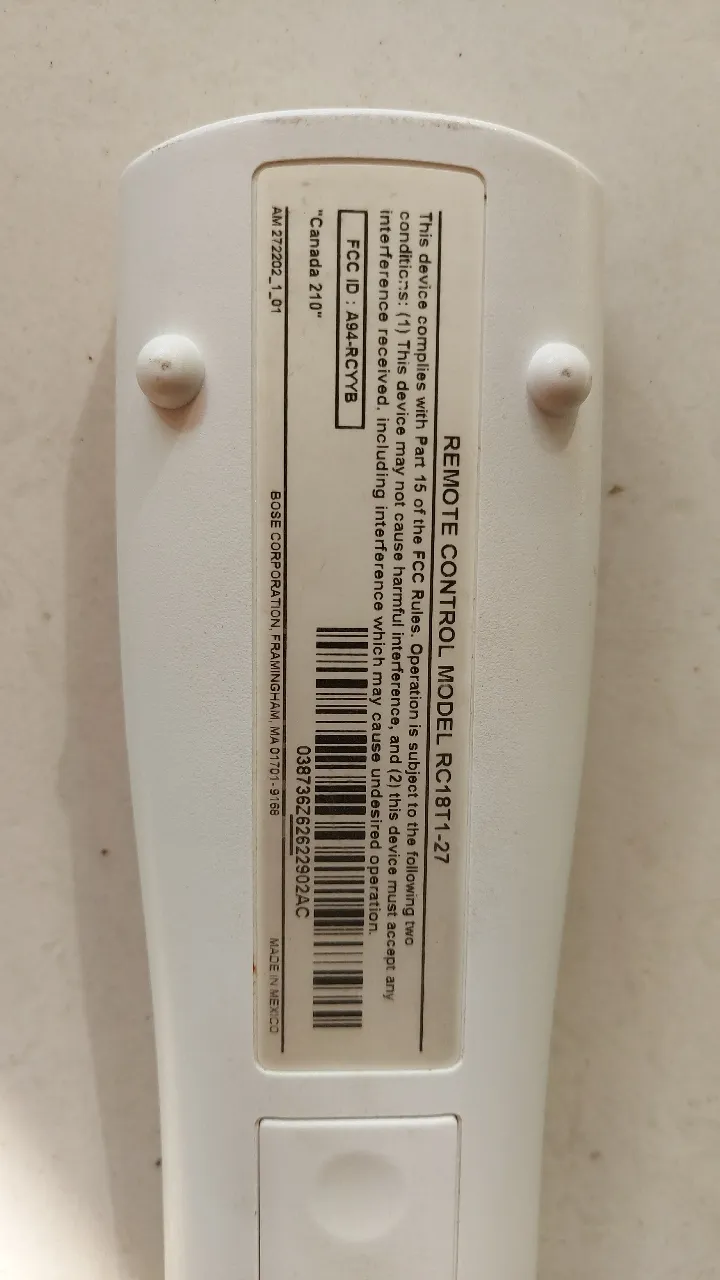 REMOTE CONTROL MODEL RC18T1-27
This device complies with Part 15 of the FCC Rules. Operation is subject to the following two
conditions: (1) This device may not cause harmful interference, and (2) this device must accept any
interference received, including interference which may cause undesired operation.
FCC ID : A94-RCYYB
"Canada 210"
038736Z62622902AC
AM 272202_1_01
BOSE CORPORATION, FRAMINGHAM, MA 01701-9168
MADE IN MEXICO